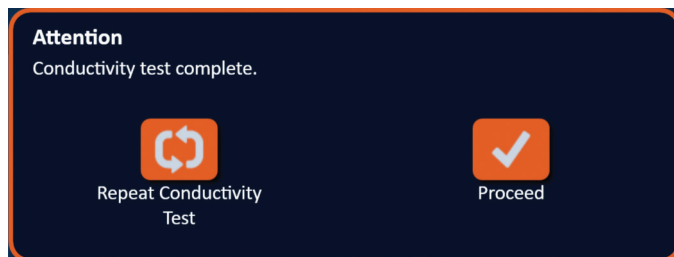 Attention
Conductivity test complete.
Repeat Conductivity
Test
Proceed